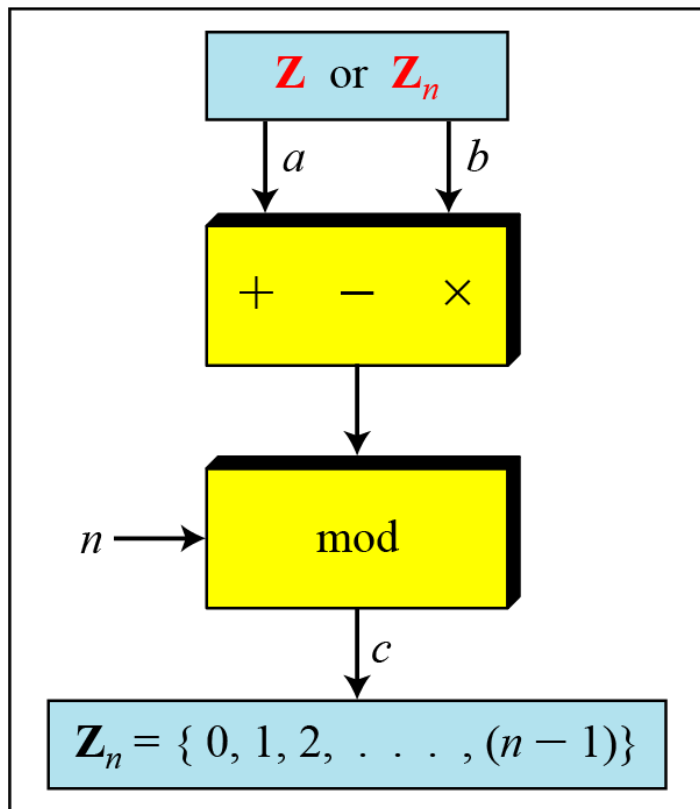 Z or Zₙ
a b
+ − ×
n mod
c
Zₙ = { 0, 1, 2, . . . , (n − 1)}